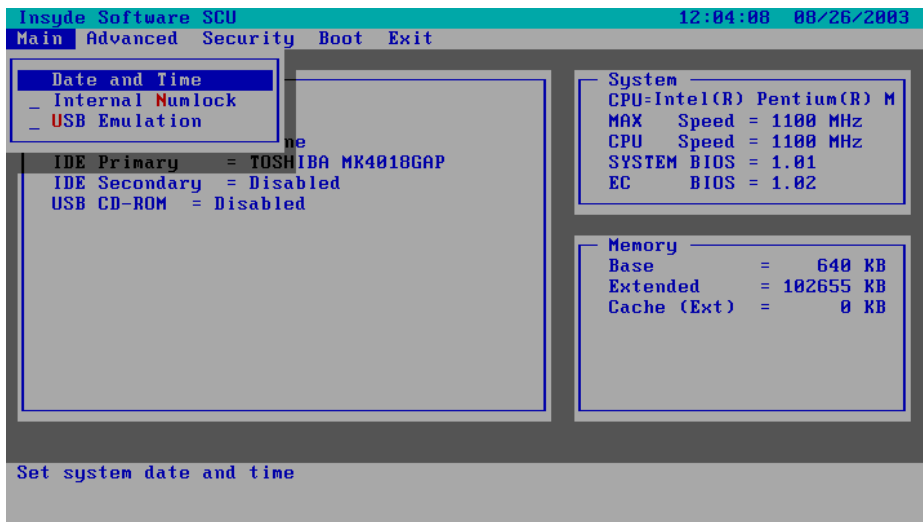 Insyde Software SCU 12:04:08 08/26/2003
Main Advanced Security Boot Exit
Date and Time
_ Internal Numlock
_ USB Emulation
IDE Primary = TOSHIBA MK4018GAP
IDE Secondary = Disabled
USB CD-ROM = Disabled
System
CPU=Intel(R) Pentium(R) M
MAX Speed = 1100 MHz
CPU Speed = 1100 MHz
SYSTEM BIOS = 1.01
EC BIOS = 1.02
Memory
Base = 640 KB
Extended = 102655 KB
Cache (Ext) = 0 KB
Set system date and time